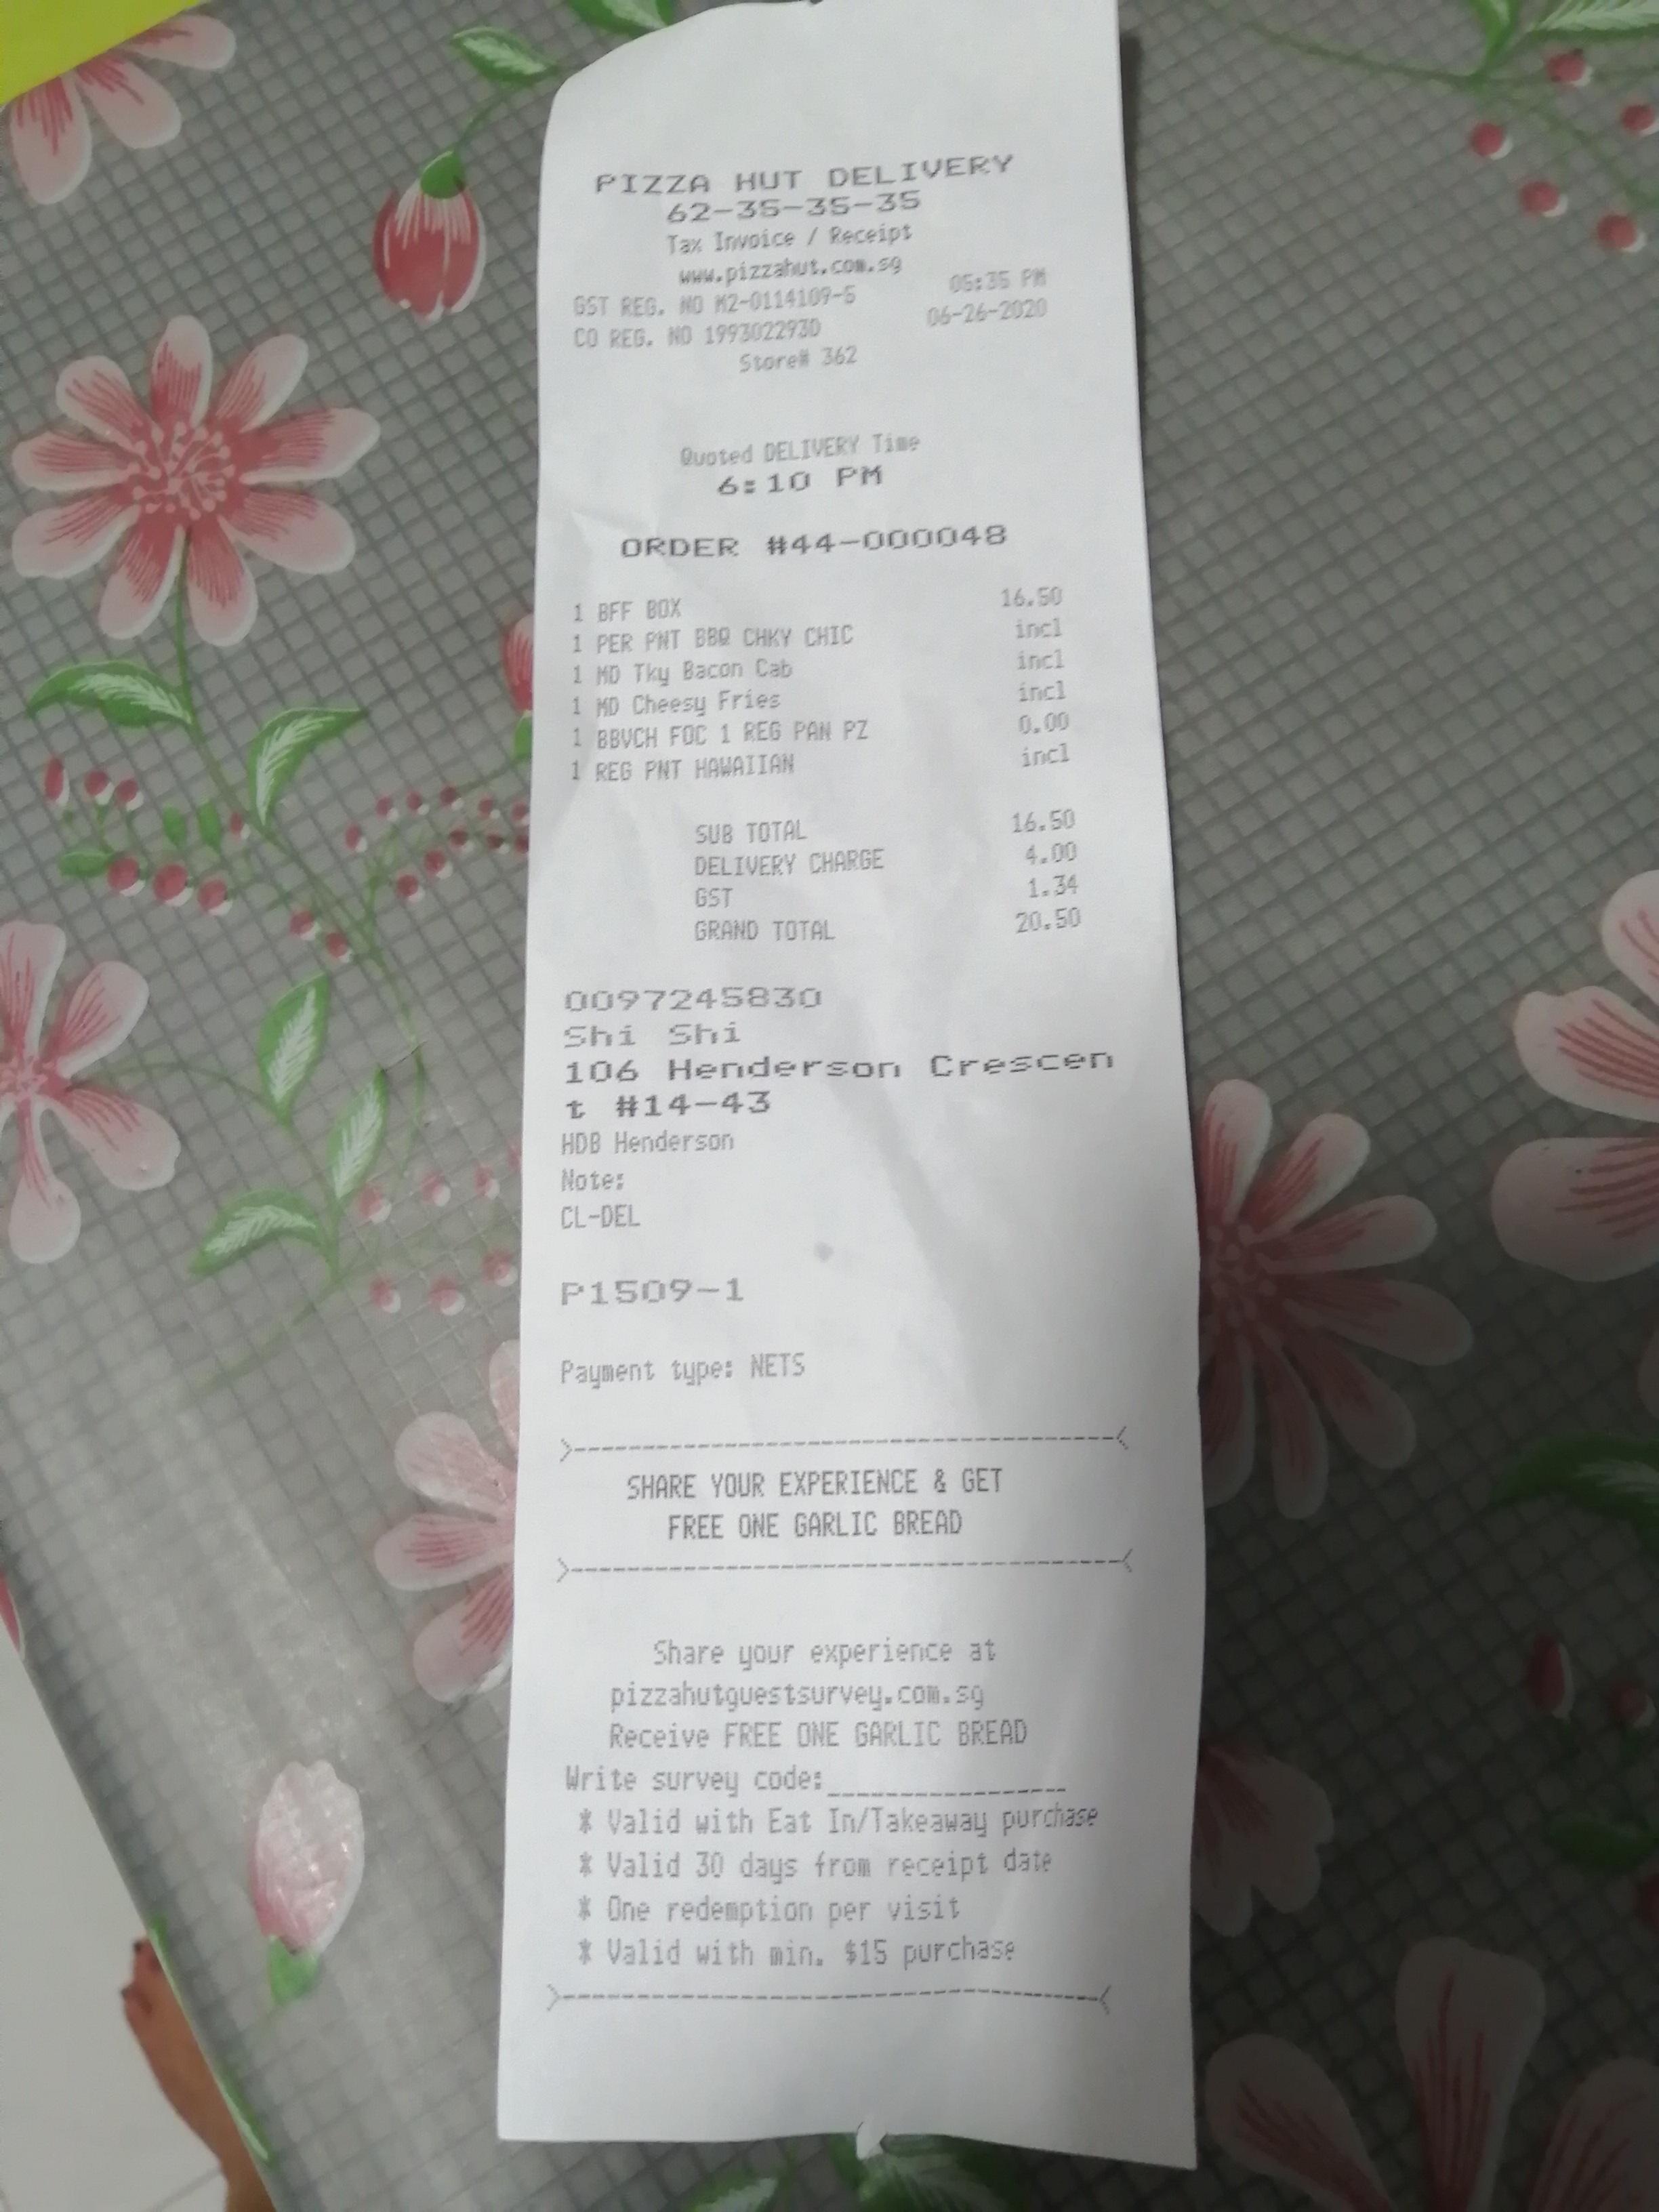 PIZZA HUT DELIVERY
62-35-35-35
Tax Invoice / Receipt
www.pizzahut.com.sg
GST REG. NO M2-0114109-5 05:35 PM
CO REG. NO 199302293D 06-26-2020
Store# 362
Quoted DELIVERY Time
6:10 PM
ORDER #44-000048
1 BFF BOX 16.50
1 PER PNT BBQ CHKY CHIC incl
1 MD Tky Bacon Cab incl
1 MD Cheesy Fries incl
1 BBVCH FOC 1 REG PAN PZ 0.00
1 REG PNT HAWAIIAN incl
SUB TOTAL 16.50
DELIVERY CHARGE 4.00
GST 1.34
GRAND TOTAL 20.50
0097245830
Shi Shi
106 Henderson Crescen
t #14-43
HDB Henderson
Note:
CL-DEL
P1509-1
Payment type: NETS
>--------------------------------------<
SHARE YOUR EXPERIENCE & GET
FREE ONE GARLIC BREAD
>--------------------------------------<
Share your experience at
pizzahutguestsurvey.com.sg
Receive FREE ONE GARLIC BREAD
Write survey code:________________
* Valid with Eat In/Takeaway purchase
* Valid 30 days from receipt date
* One redemption per visit
* Valid with min. $15 purchase
>--------------------------------------<